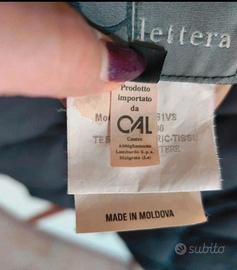 lettera
Prodotto
importato
da
CAL
Centro
Abbigliamento
Lombardo S.p.a.
Malgrate (Lc)
MADE IN MOLDOVA
subito